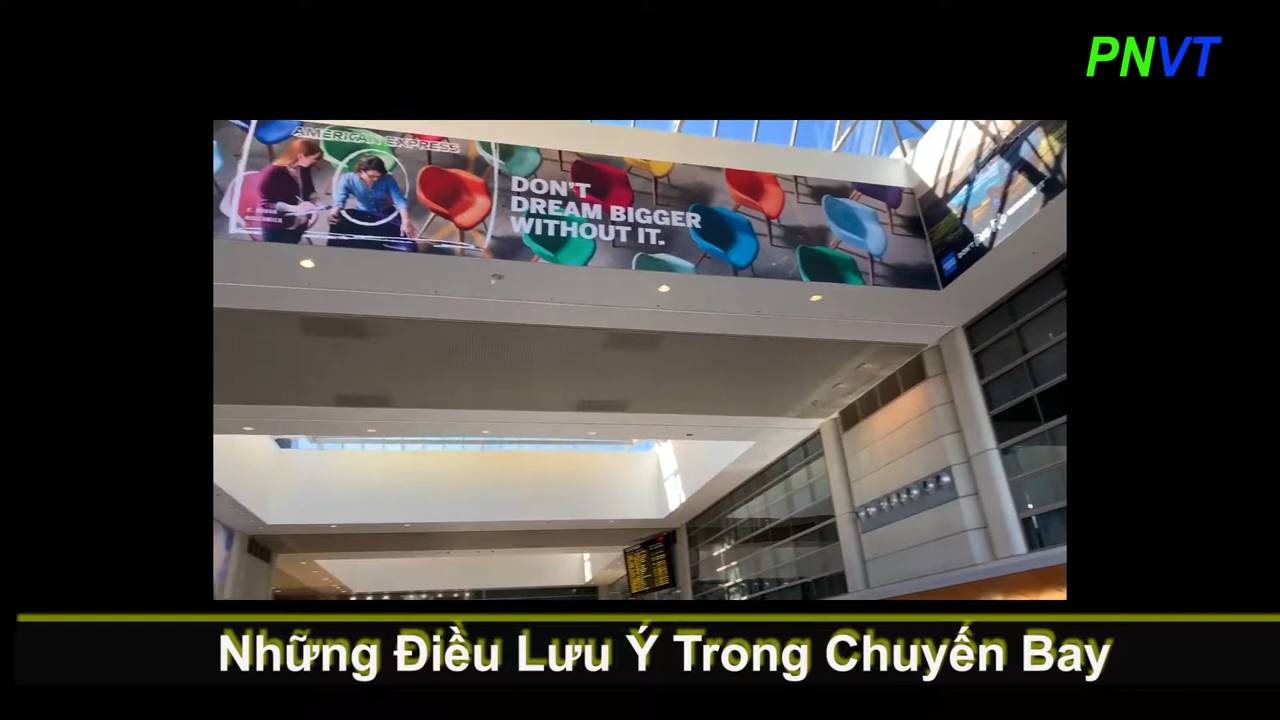 PNVT
AMERICAN EXPRESS
DON'T
DREAM BIGGER
WITHOUT IT.
Những Điều Lưu Ý Trong Chuyến Bay